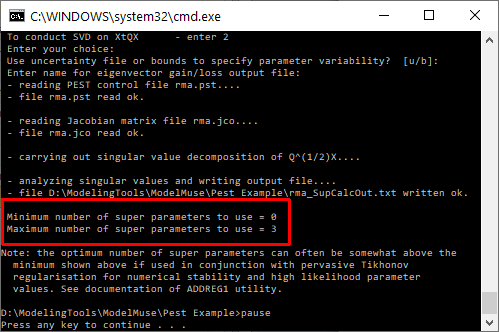 C:\WINDOWS\system32\cmd.exe
To conduct SVD on XtQX - enter 2
Enter your choice:
Use uncertainty file or bounds to specify parameter variability? [u/b]:
Enter name for eigenvector gain/loss output file:
- reading PEST control file rma.pst....
- file rma.pst read ok.
- reading Jacobian matrix file rma.jco....
- file rma.jco read ok.
- carrying out singular value decomposition of Q^(1/2)X....
- analyzing singular values and writing output file....
- file D:\ModelingTools\ModelMuse\Pest Example\rma_SupCalcOut.txt written ok.
Minimum number of super parameters to use = 0
Maximum number of super parameters to use = 3
Note: the optimum number of super parameters can often be somewhat above the
minimum shown above if used in conjunction with pervasive Tikhonov
regularisation for numerical stability and high likelihood parameter
values. See documentation of ADDREG1 utility.
D:\ModelingTools\ModelMuse\Pest Example>pause
Press any key to continue . . .